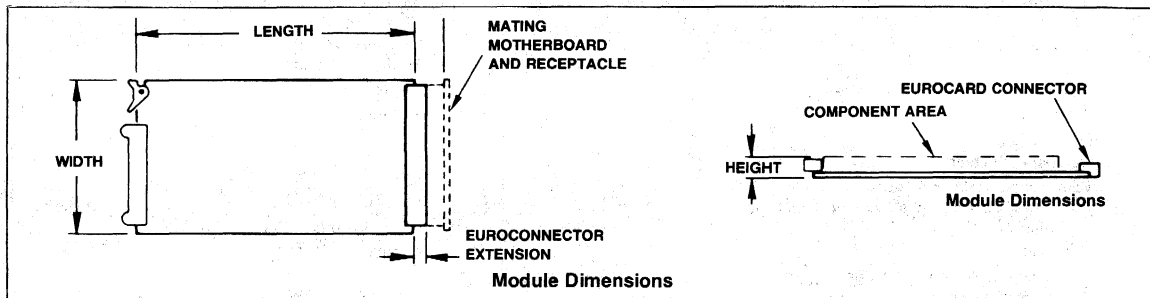 LENGTH
MATING
MOTHERBOARD
AND RECEPTACLE
WIDTH
EUROCONNECTOR
EXTENSION
Module Dimensions
EUROCARD CONNECTOR
COMPONENT AREA
HEIGHT
Module Dimensions